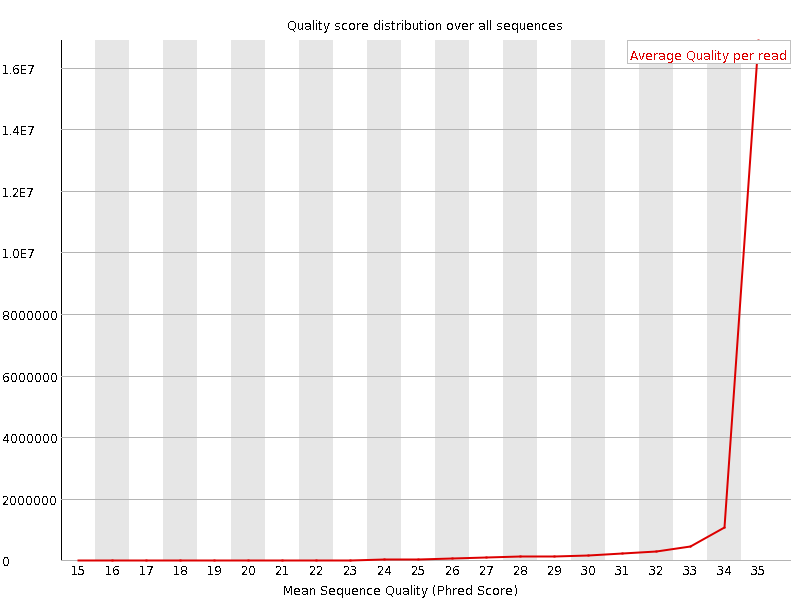 Quality score distribution over all sequences
Average Quality per read
1.6E7
1.4E7
1.2E7
1.0E7
8000000
6000000
4000000
2000000
0
15 16 17 18 19 20 21 22 23 24 25 26 27 28 29 30 31 32 33 34 35
Mean Sequence Quality (Phred Score)